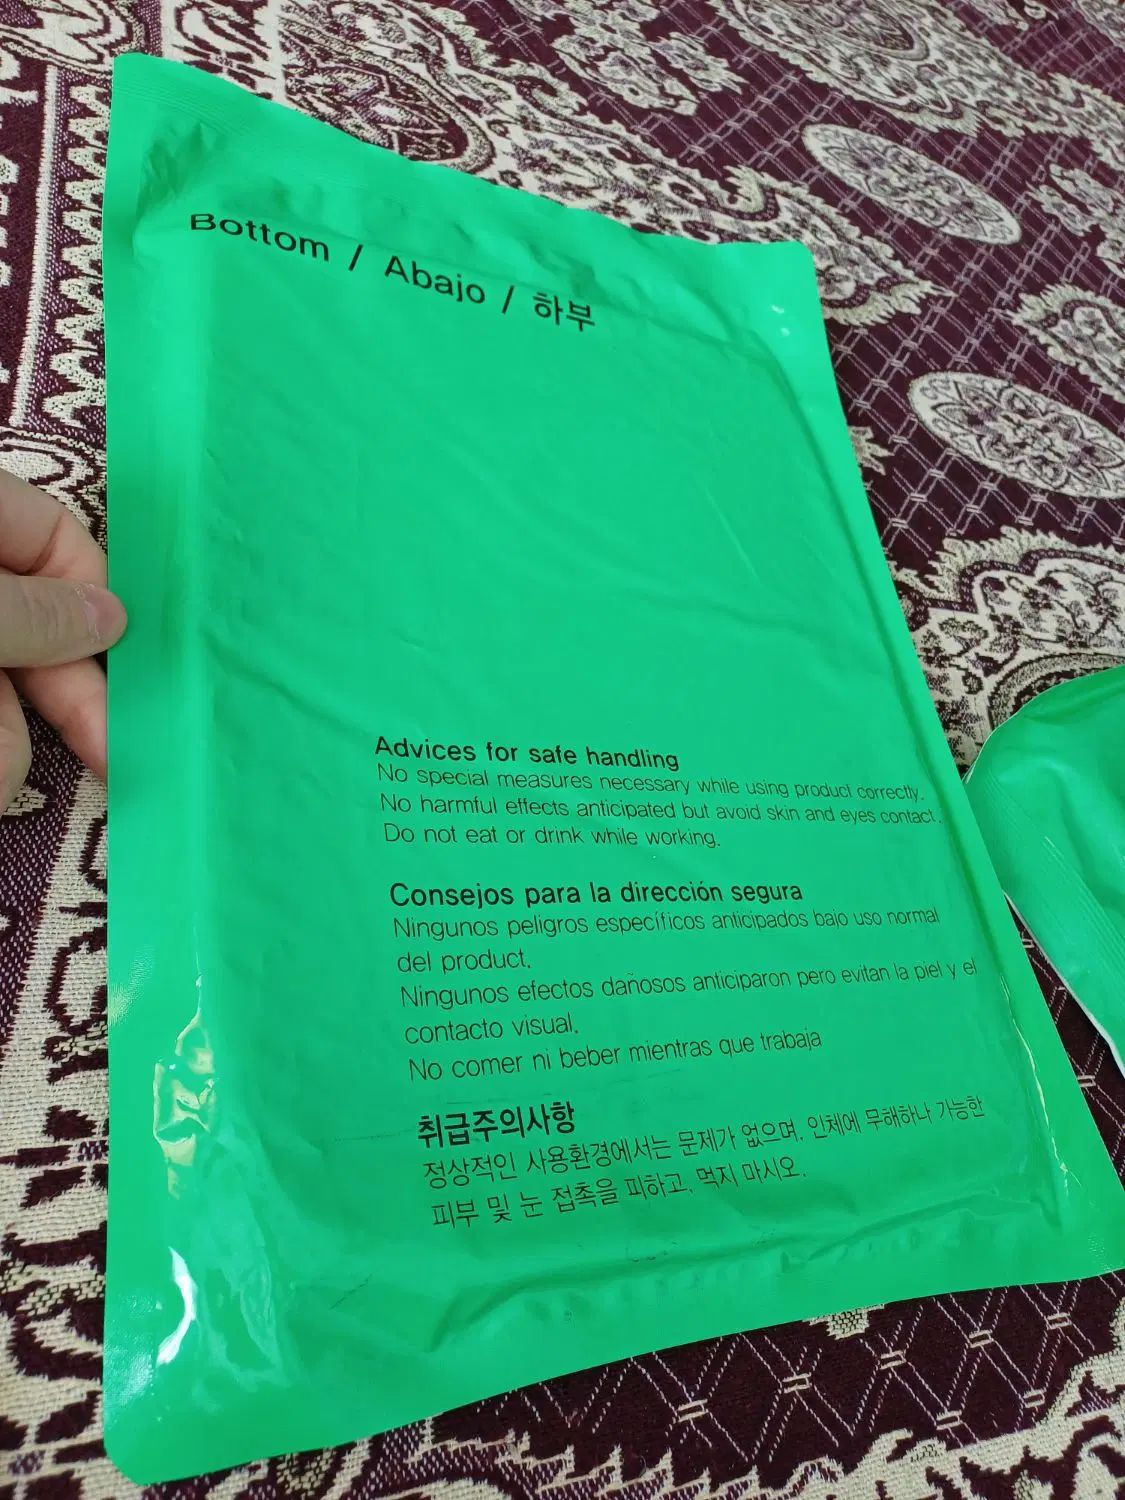 Bottom / Abajo / 하부
Advices for safe handling
No special measures necessary while using product correctly.
No harmful effects anticipated but avoid skin and eyes contact.
Do not eat or drink while working.
Consejos para la dirección segura
Ningunos peligros específicos anticipados bajo uso normal
del product.
Ningunos efectos dañosos anticiparon pero evitan la piel y el
contacto visual.
No comer ni beber mientras que trabaja
취급주의사항
정상적인 사용환경에서는 문제가 없으며, 인체에 무해하나 가능한
피부 및 눈 접촉을 피하고, 먹지 마시오.